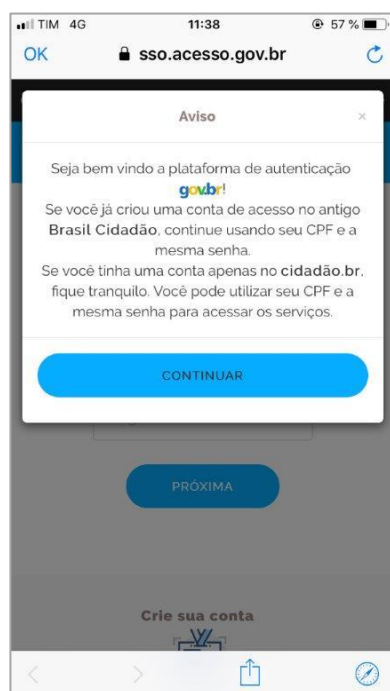 TIM 4G 11:38 57 %
OK sso.acesso.gov.br
Aviso ×
Seja bem vindo a plataforma de autenticação
gov.br!
Se você já criou uma conta de acesso no antigo
Brasil Cidadão, continue usando seu CPF e a
mesma senha.
Se você tinha uma conta apenas no cidadão.br,
fique tranquilo. Você pode utilizar seu CPF e a
mesma senha para acessar os serviços.
CONTINUAR
PRÓXIMA
Crie sua conta